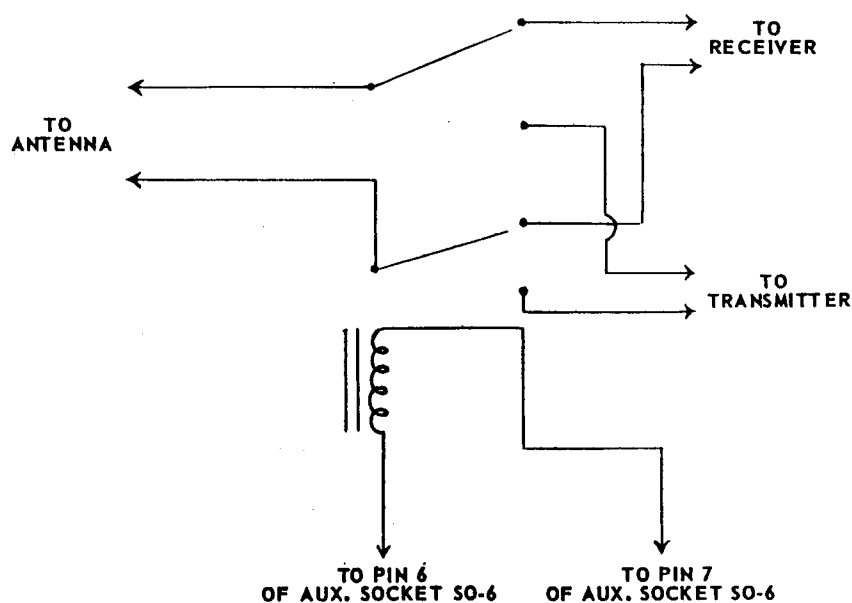 TO
RECEIVER
TO
ANTENNA
TO
TRANSMITTER
TO PIN 6
OF AUX. SOCKET SO-6
TO PIN 7
OF AUX. SOCKET SO-6